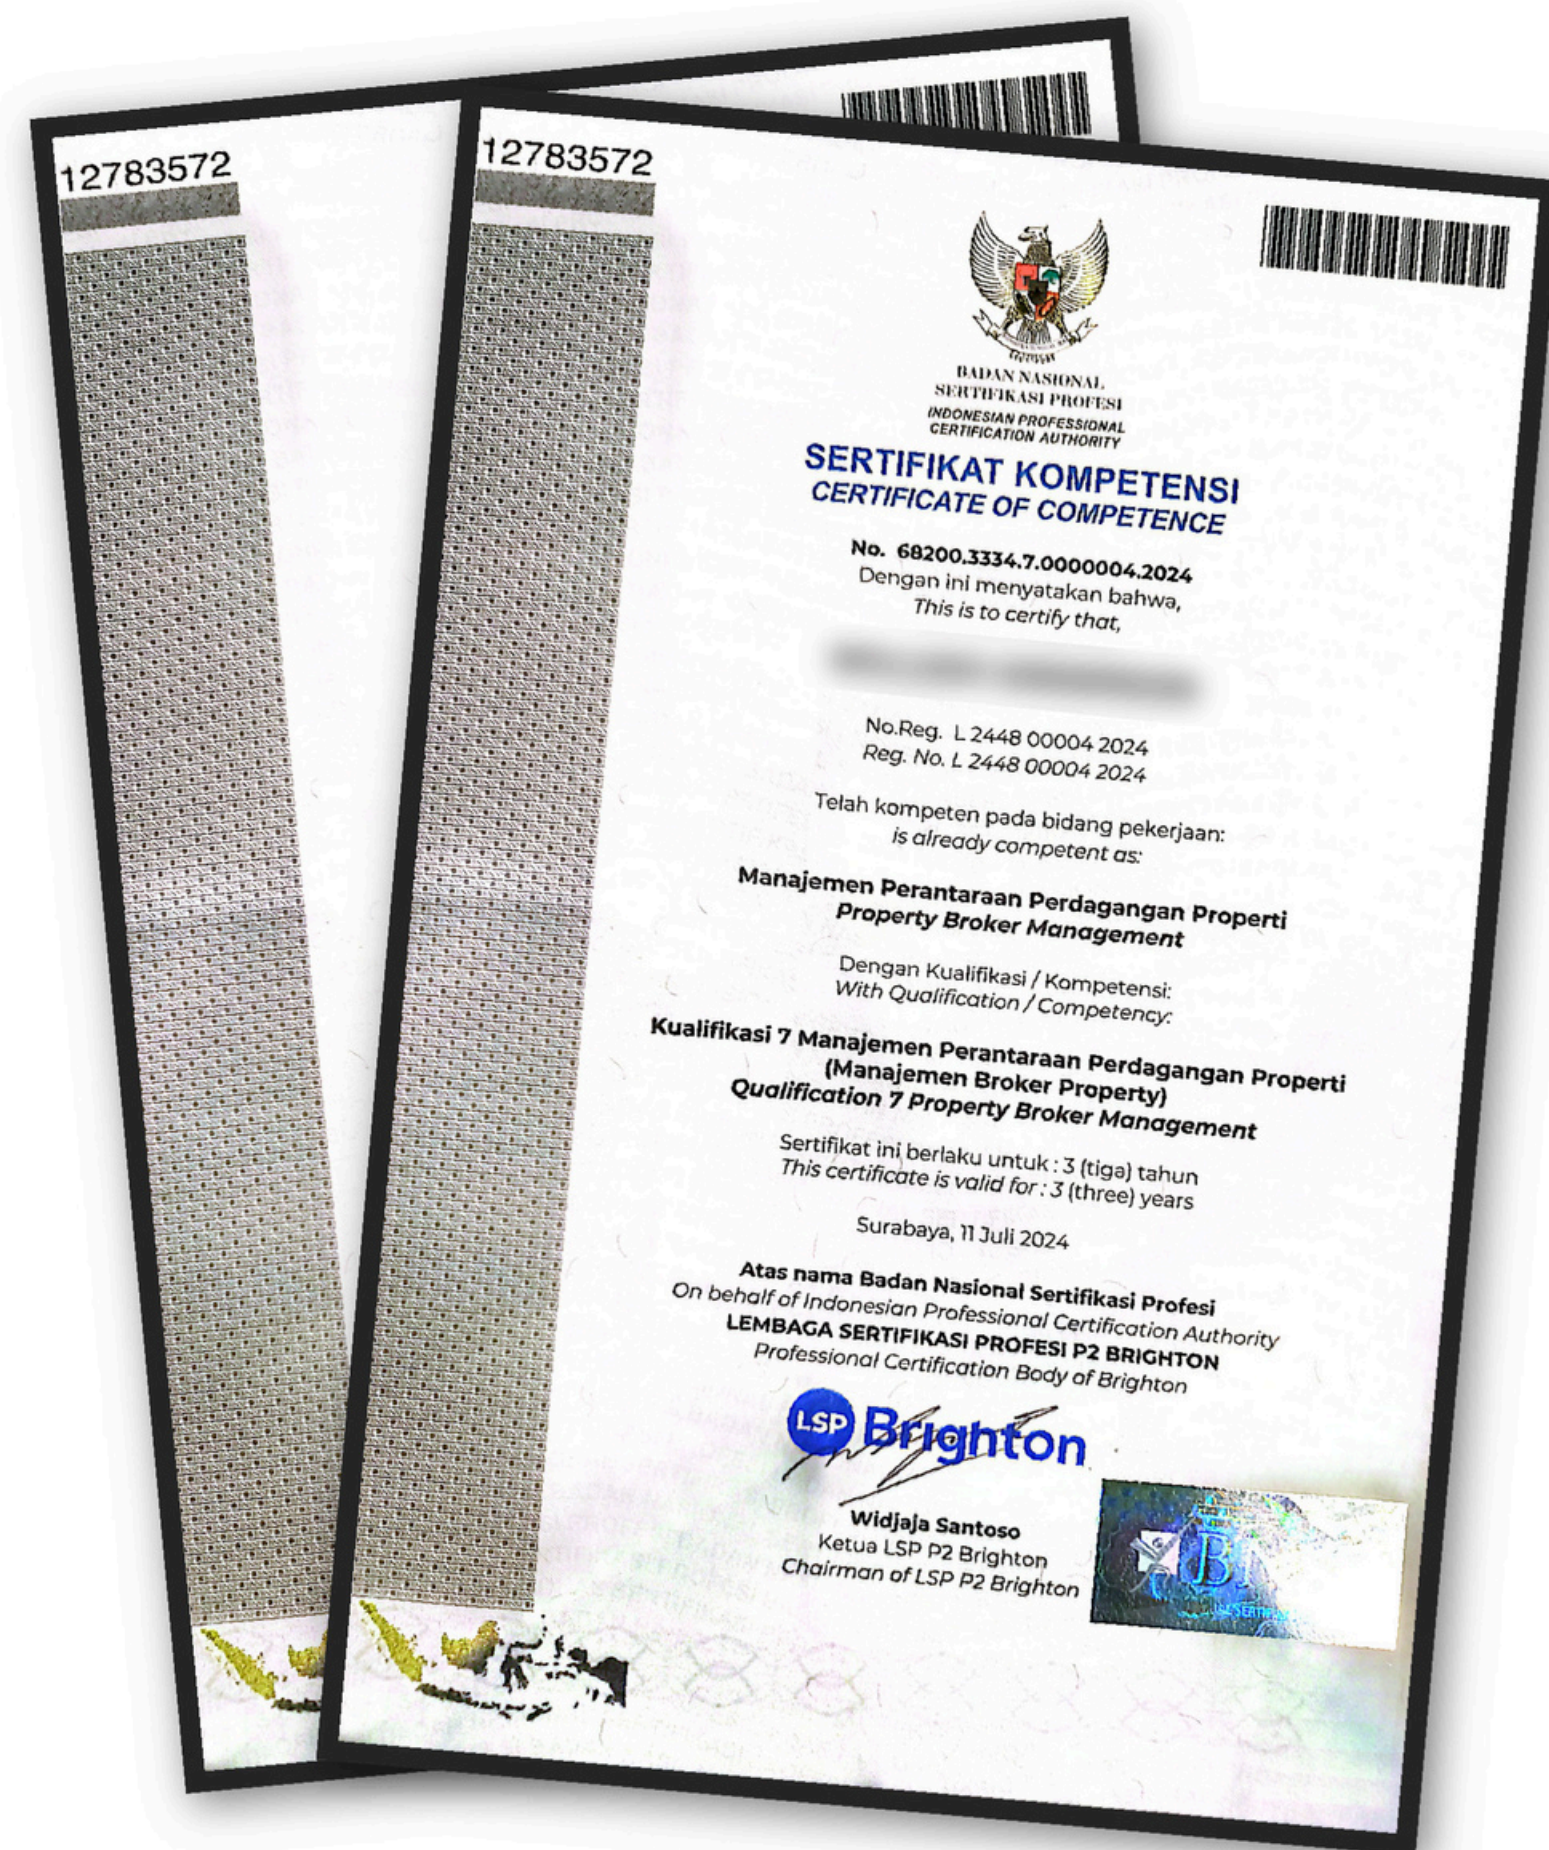 12783572
12783572
BADAN NASIONAL
SERTIFIKASI PROFESI
INDONESIAN PROFESSIONAL
CERTIFICATION AUTHORITY
SERTIFIKAT KOMPETENSI
CERTIFICATE OF COMPETENCE
No. 68200.3334.7.0000004.2024
Dengan ini menyatakan bahwa,
This is to certify that,
No.Reg. L 2448 00004 2024
Reg. No. L 2448 00004 2024
Telah kompeten pada bidang pekerjaan:
is already competent as:
Manajemen Perantaraan Perdagangan Properti
Property Broker Management
Dengan Kualifikasi / Kompetensi:
With Qualification / Competency:
Kualifikasi 7 Manajemen Perantaraan Perdagangan Properti
(Manajemen Broker Property)
Qualification 7 Property Broker Management
Sertifikat ini berlaku untuk : 3 (tiga) tahun
This certificate is valid for : 3 (three) years
Surabaya, 11 Juli 2024
Atas nama Badan Nasional Sertifikasi Profesi
On behalf of Indonesian Professional Certification Authority
LEMBAGA SERTIFIKASI PROFESI P2 BRIGHTON
Professional Certification Body of Brighton
LSP Brighton
Widjaja Santoso
Ketua LSP P2 Brighton
Chairman of LSP P2 Brighton